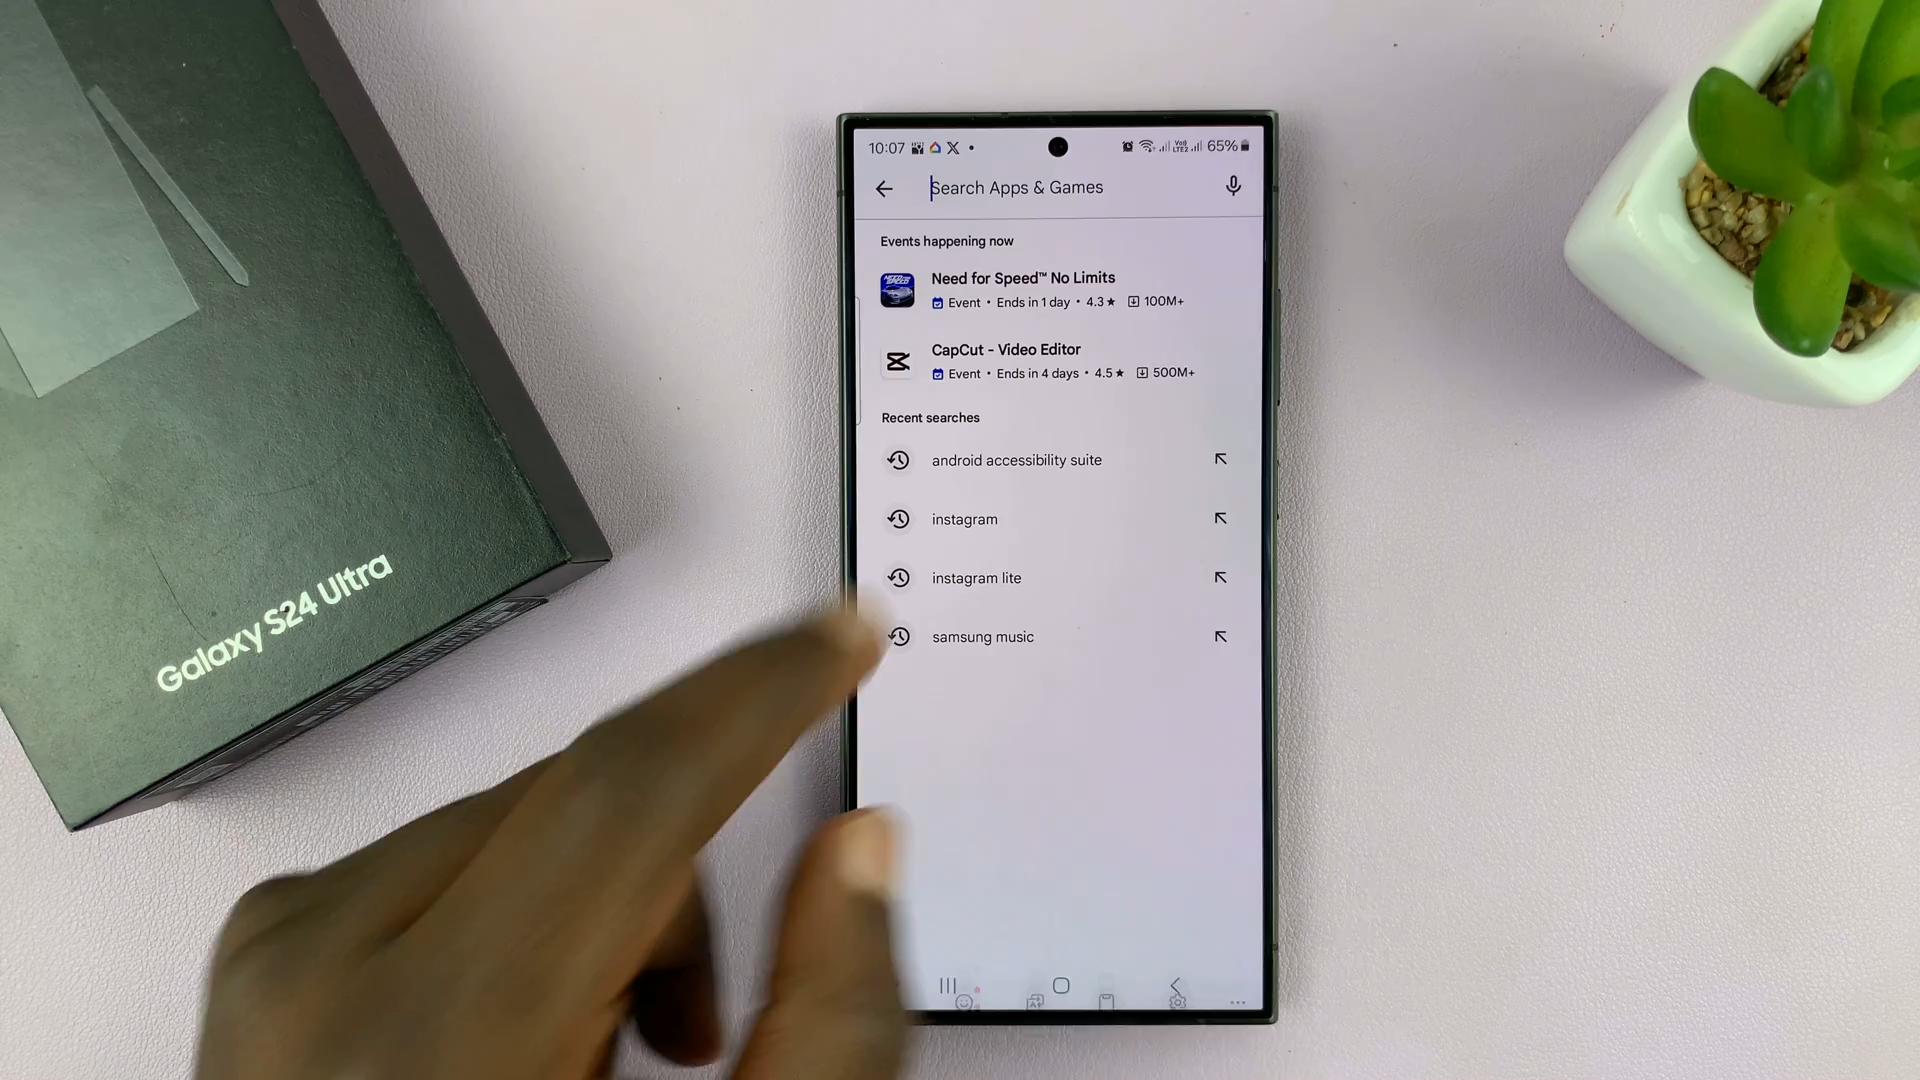 Galaxy S24 Ultra
10:07
VoD LTE2 65%
Search Apps & Games
Events happening now
Need for Speed™ No Limits
Event • Ends in 1 day • 4.3★ 100M+
CapCut - Video Editor
Event • Ends in 4 days • 4.5★ 500M+
Recent searches
android accessibility suite
instagram
instagram lite
samsung music